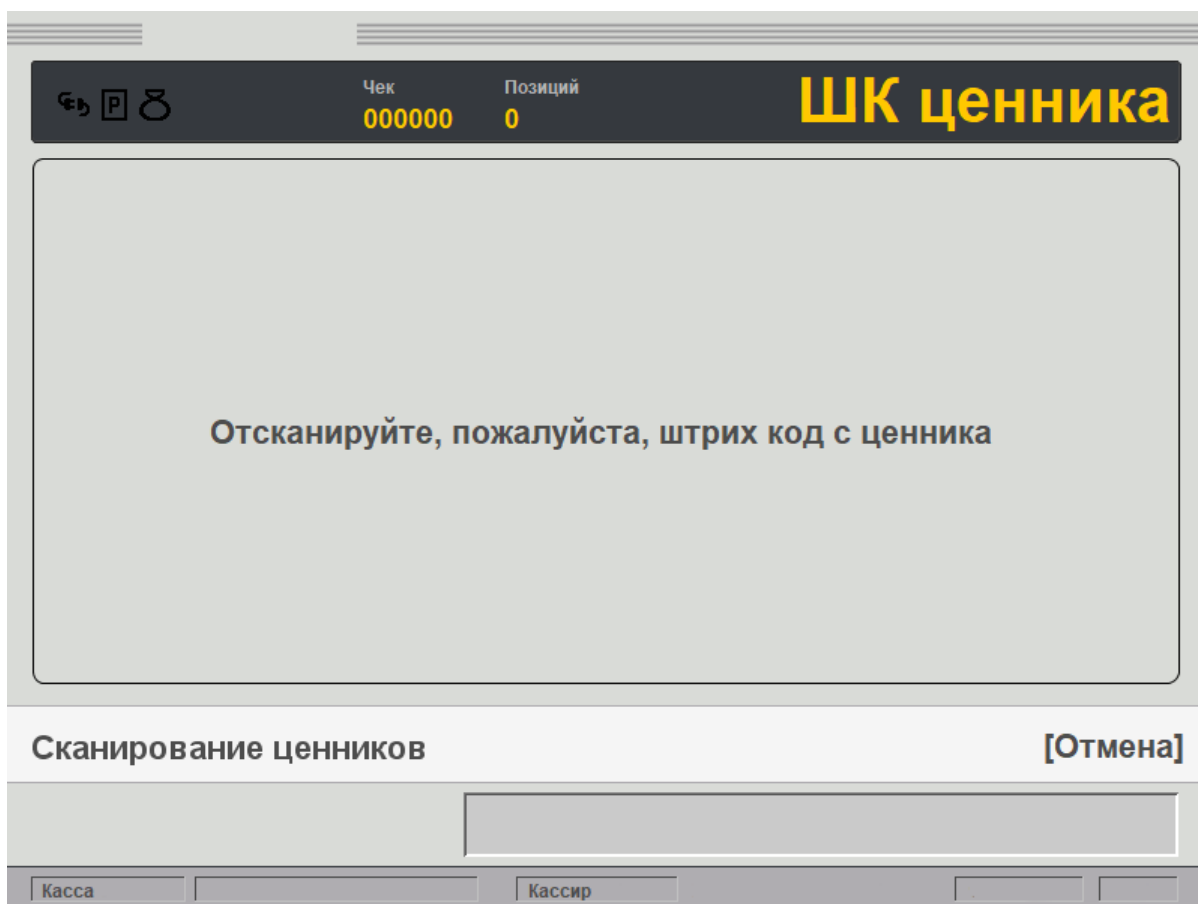 P
Чек
Позиций
ШК ценника
000000
0
Отсканируйте, пожалуйста, штрих код с ценника
Сканирование ценников
[Отмена]
Касса
Кассир